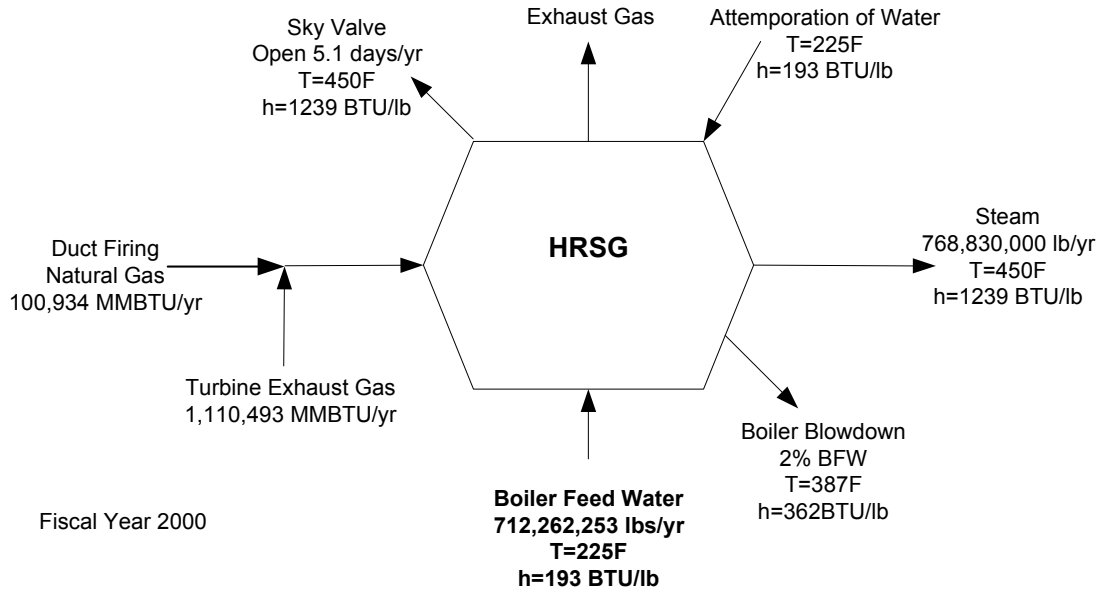 Sky Valve
Open 5.1 days/yr
T=450F
h=1239 BTU/lb
Exhaust Gas
Attemporation of Water
T=225F
h=193 BTU/lb
Duct Firing
Natural Gas
100,934 MMBTU/yr
HRSG
Steam
768,830,000 lb/yr
T=450F
h=1239 BTU/lb
Turbine Exhaust Gas
1,110,493 MMBTU/yr
Boiler Blowdown
2% BFW
T=387F
h=362BTU/lb
Boiler Feed Water
712,262,253 lbs/yr
T=225F
h=193 BTU/lb
Fiscal Year 2000